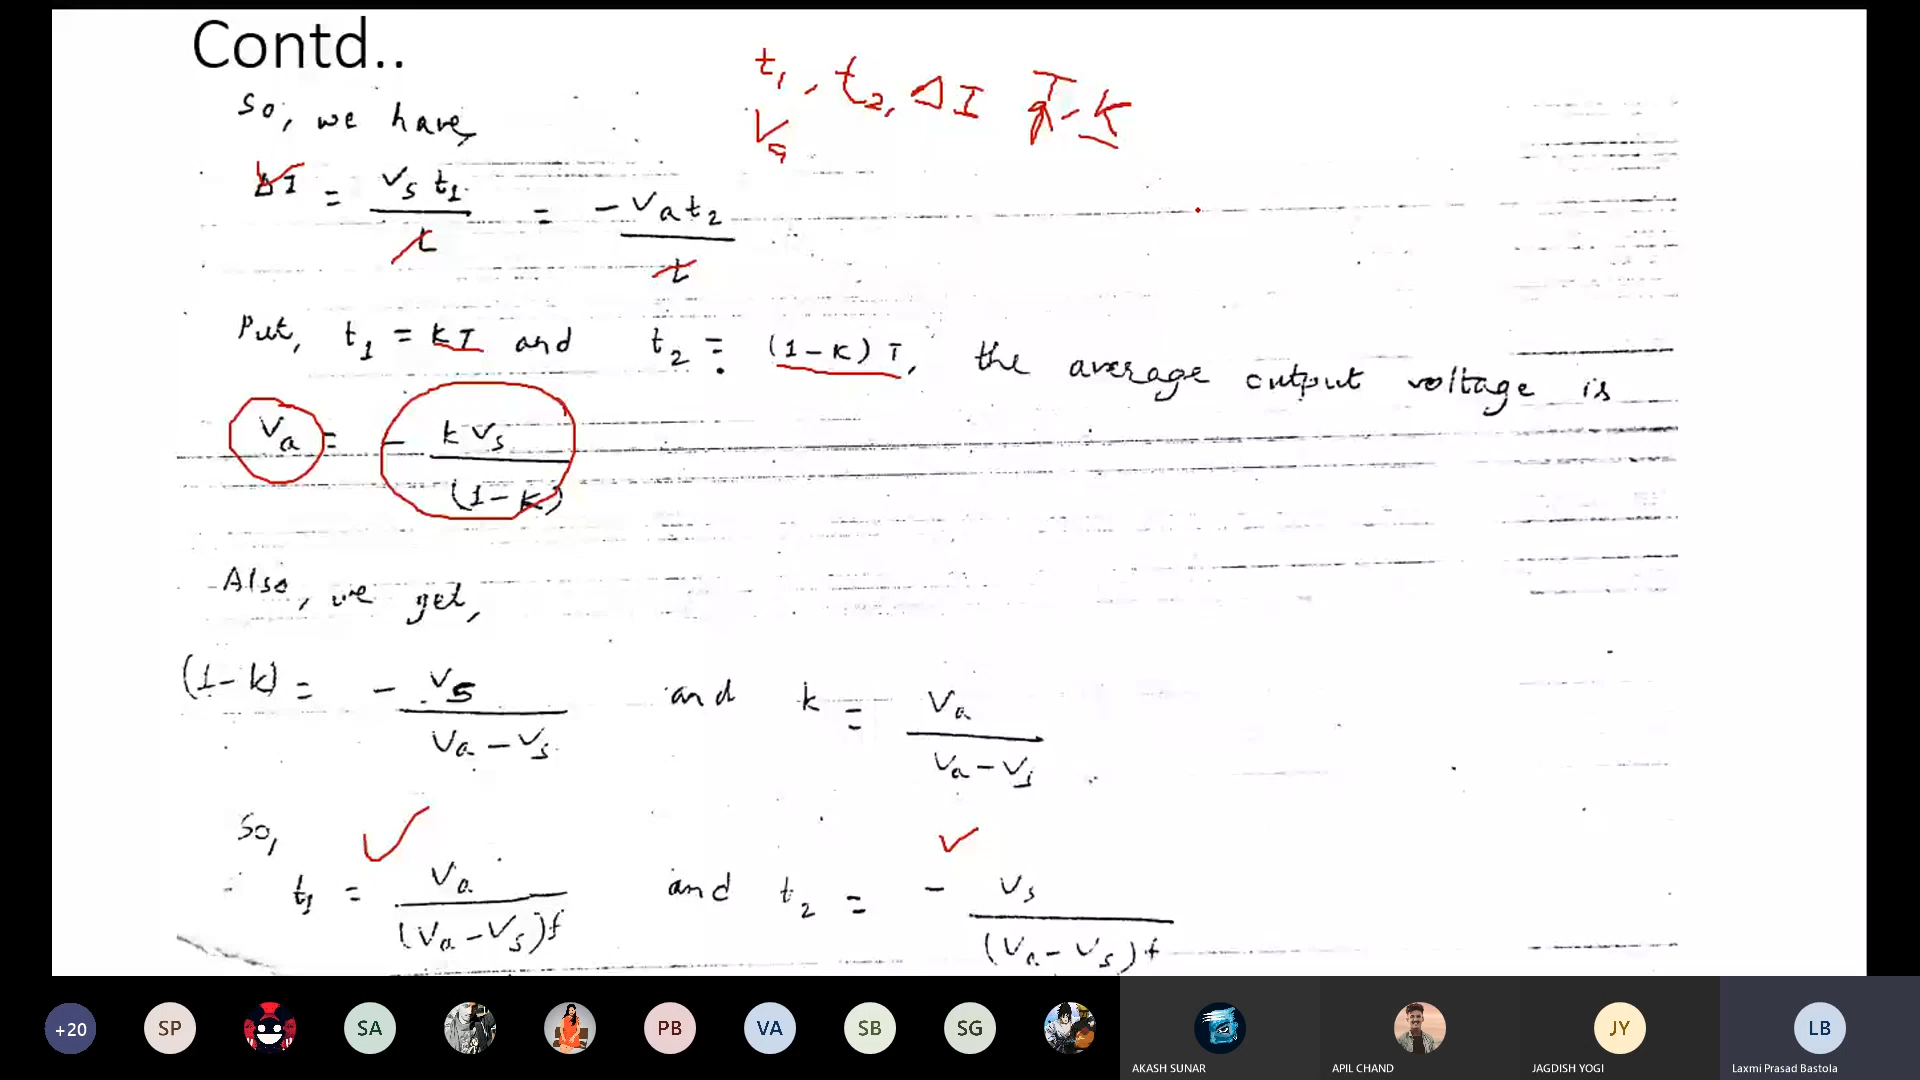 Contd..
t₁, t₂, ΔI T-k
Va
So, we have,
ΔI = Vs t₁ / L = - Va t₂ / L
Put, t₁ = kT and t₂ = (1-k) T, the average output voltage is
Va = - k Vs / (1-k)
Also, we get,
(1-k) = - Vs / Va - Vs and k = Va / Va - Vs
So,
t₁ = Va / (Va - Vs)f and t₂ = - Vs / (Va - Vs)f
+20 SP SA PB VA SB SG JY LB
AKASH SUNAR APIL CHAND JAGDISH YOGI Laxmi Prasad Bastola